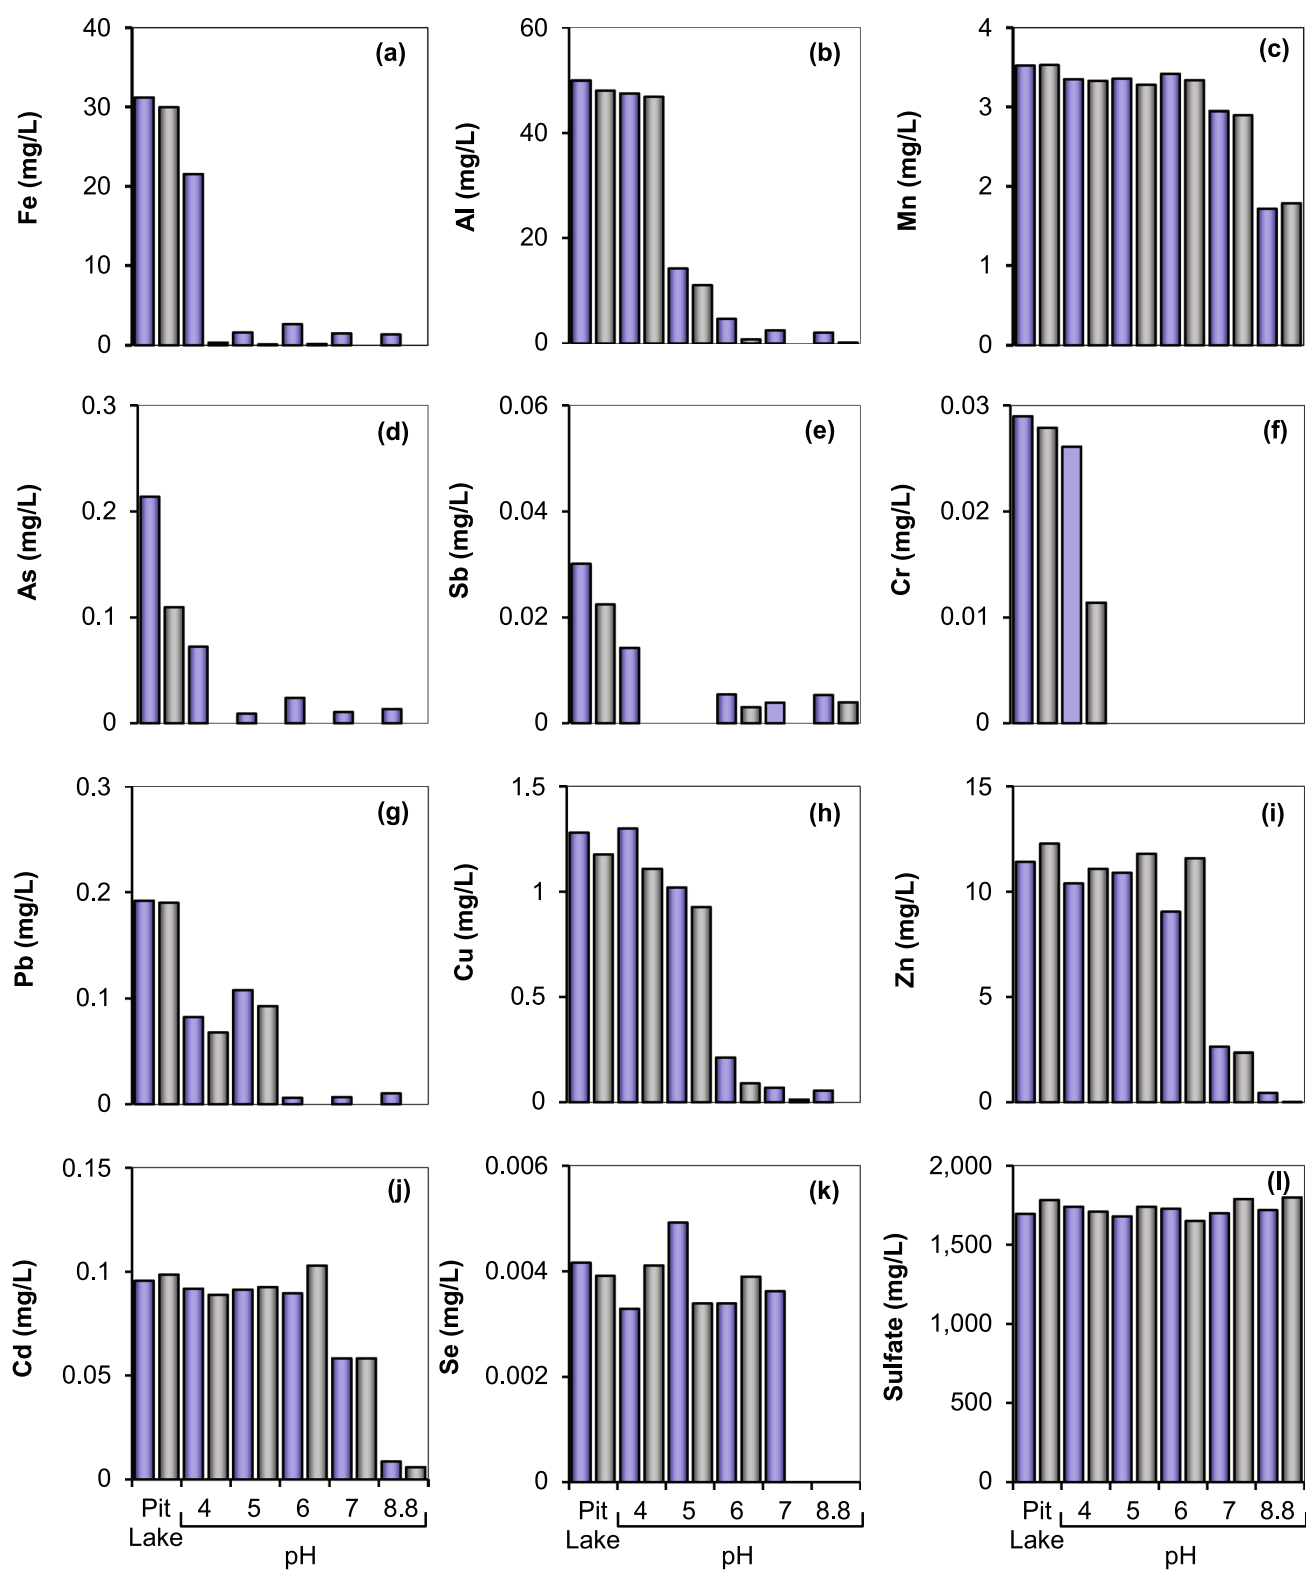 (a)
Fe (mg/L)
40
30
20
10
0
(b)
Al (mg/L)
60
40
20
0
(c)
Mn (mg/L)
4
3
2
1
0
(d)
As (mg/L)
0.3
0.2
0.1
0
(e)
Sb (mg/L)
0.06
0.04
0.02
0
(f)
Cr (mg/L)
0.03
0.02
0.01
0
(g)
Pb (mg/L)
0.3
0.2
0.1
0
(h)
Cu (mg/L)
1.5
1
0.5
0
(i)
Zn (mg/L)
15
10
5
0
(j)
Cd (mg/L)
0.15
0.1
0.05
0
Pit 4 5 6 7 8.8
Lake
pH
(k)
Se (mg/L)
0.006
0.004
0.002
0
Pit 4 5 6 7 8.8
Lake
pH
(l)
Sulfate (mg/L)
2,000
1,500
1,000
500
0
Pit 4 5 6 7 8.8
Lake
pH